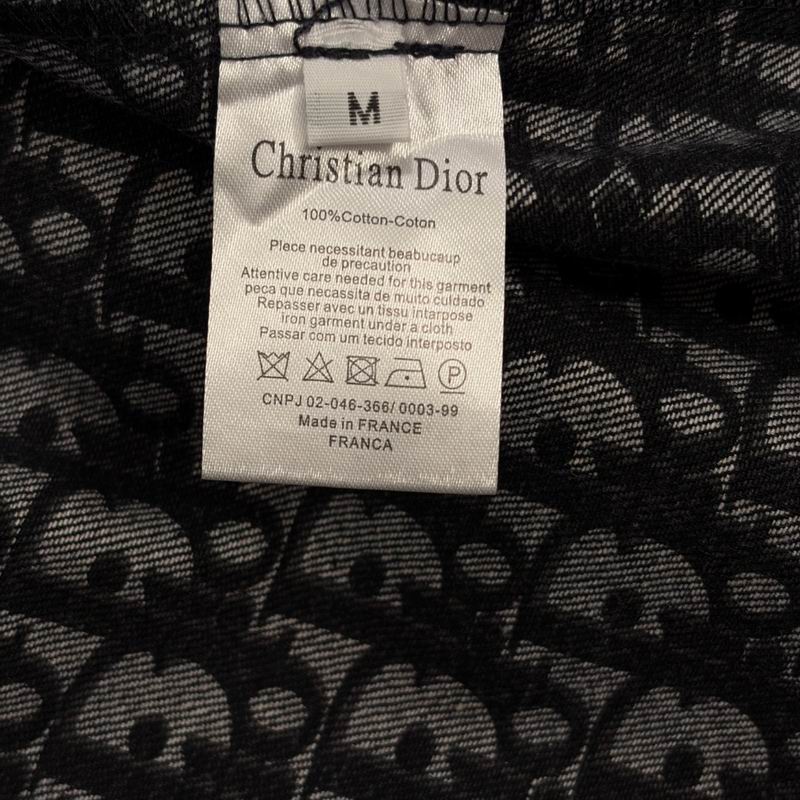 M
Christian Dior
100%Cotton-Coton
Plece necessitant beabucaup
de precaution
Attentive care needed for this garment
peca que necassita de muito culdado
Repasser avec un tissu intarpose
iron garment under a cloth
Passar com um tecido interposto
P
CNPJ 02-046-366/ 0003-99
Made in FRANCE
FRANCA